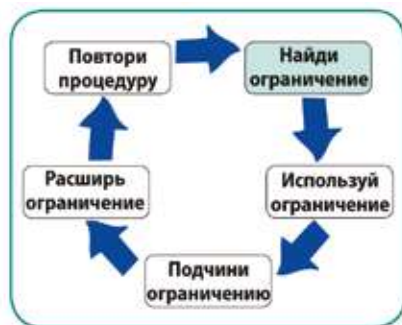 Повтори
процедуру
Найди
ограничение
Используй
ограничение
Подчини
ограничению
Расширь
ограничение